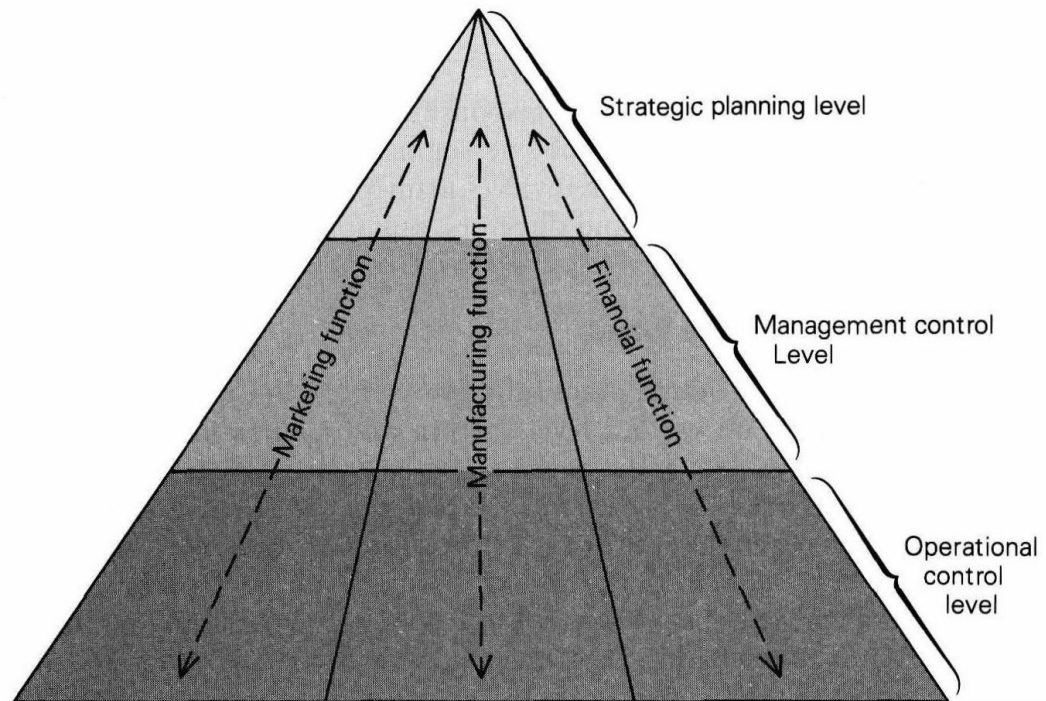 Strategic planning level
Management control
Level
Operational
control
level
Marketing function
Manufacturing function
Financial function